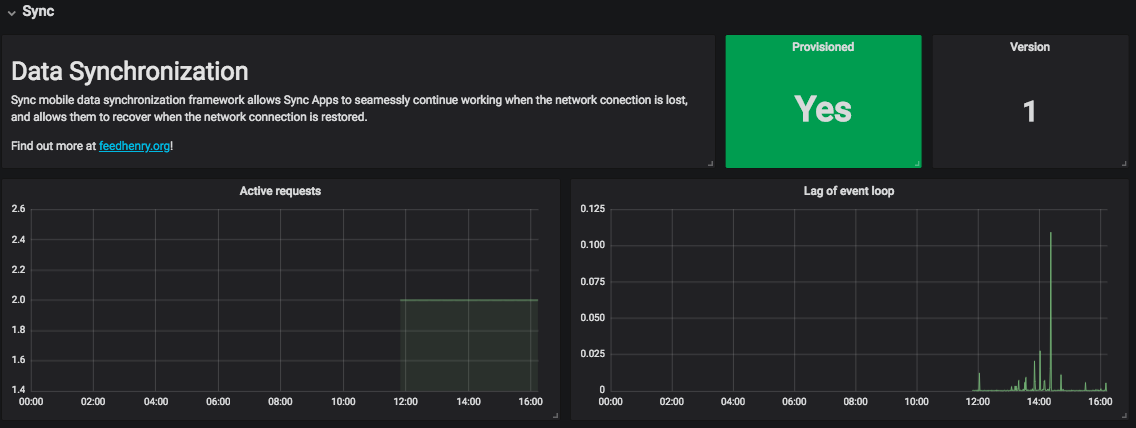 Sync
Data Synchronization
Sync mobile data synchronization framework allows Sync Apps to seamessly continue working when the network conection is lost,
and allows them to recover when the network connection is restored.
Find out more at feedhenry.org!
Provisioned
Yes
Version
1
Active requests
2.6
2.4
2.2
2.0
1.8
1.6
1.4
00:00 02:00 04:00 06:00 08:00 10:00 12:00 14:00 16:00
Lag of event loop
0.125
0.100
0.075
0.050
0.025
0
00:00 02:00 04:00 06:00 08:00 10:00 12:00 14:00 16:00